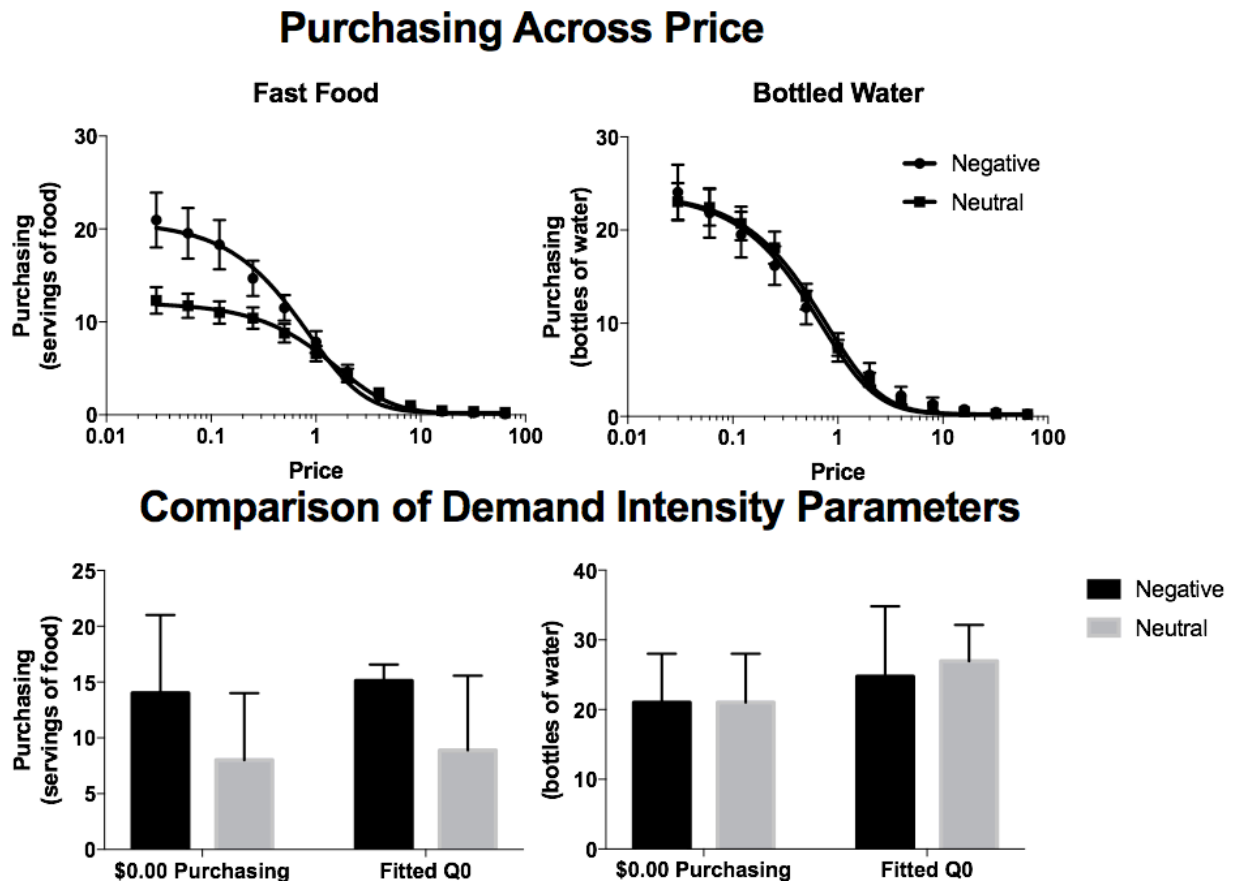 Purchasing Across Price
Fast Food
Purchasing
(servings of food)
30
20
10
0
0.01
0.1
1
10
100
Price
Bottled Water
Purchasing
(bottles of water)
30
20
10
0
0.01
0.1
1
10
100
Price
Negative
Neutral
Comparison of Demand Intensity Parameters
Purchasing
(servings of food)
25
20
15
10
5
0
$0.00 Purchasing
Fitted Q0
Purchasing
(bottles of water)
40
30
20
10
0
$0.00 Purchasing
Fitted Q0
Negative
Neutral